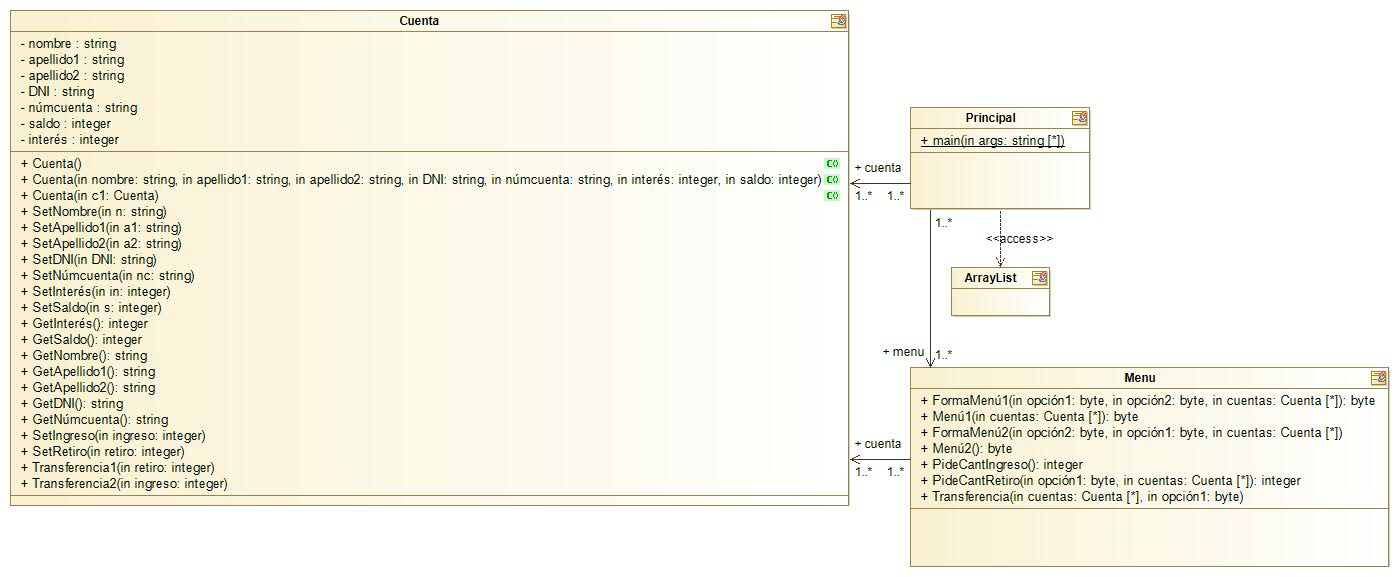 Cuenta
- nombre : string
- apellido1 : string
- apellido2 : string
- DNI : string
- númcuenta : string
- saldo : integer
- interés : integer
+ Cuenta()
+ Cuenta(in nombre: string, in apellido1: string, in apellido2: string, in DNI: string, in númcuenta: string, in interés: integer, in saldo: integer)
+ Cuenta(in c1: Cuenta)
+ SetNombre(in n: string)
+ SetApellido1(in a1: string)
+ SetApellido2(in a2: string)
+ SetDNI(in DNI: string)
+ SetNúmcuenta(in nc: string)
+ SetInterés(in in: integer)
+ SetSaldo(in s: integer)
+ GetInterés(): integer
+ GetSaldo(): integer
+ GetNombre(): string
+ GetApellido1(): string
+ GetApellido2(): string
+ GetDNI(): string
+ GetNúmcuenta(): string
+ SetIngreso(in ingreso: integer)
+ SetRetiro(in retiro: integer)
+ Transferencia1(in retiro: integer)
+ Transferencia2(in ingreso: integer)
+ cuenta
1..* 1..*
Principal
+ main(in args: string [*])
1..*
<<access>>
ArrayList
+ menu 1..*
+ cuenta
1..* 1..*
Menu
+ FormaMenú1(in opción1: byte, in opción2: byte, in cuentas: Cuenta [*]): byte
+ Menú1(in cuentas: Cuenta [*]): byte
+ FormaMenú2(in opción2: byte, in opción1: byte, in cuentas: Cuenta [*])
+ Menú2(): byte
+ PideCantIngreso(): integer
+ PideCantRetiro(in opción1: byte, in cuentas: Cuenta [*]): integer
+ Transferencia(in cuentas: Cuenta [*], in opción1: byte)